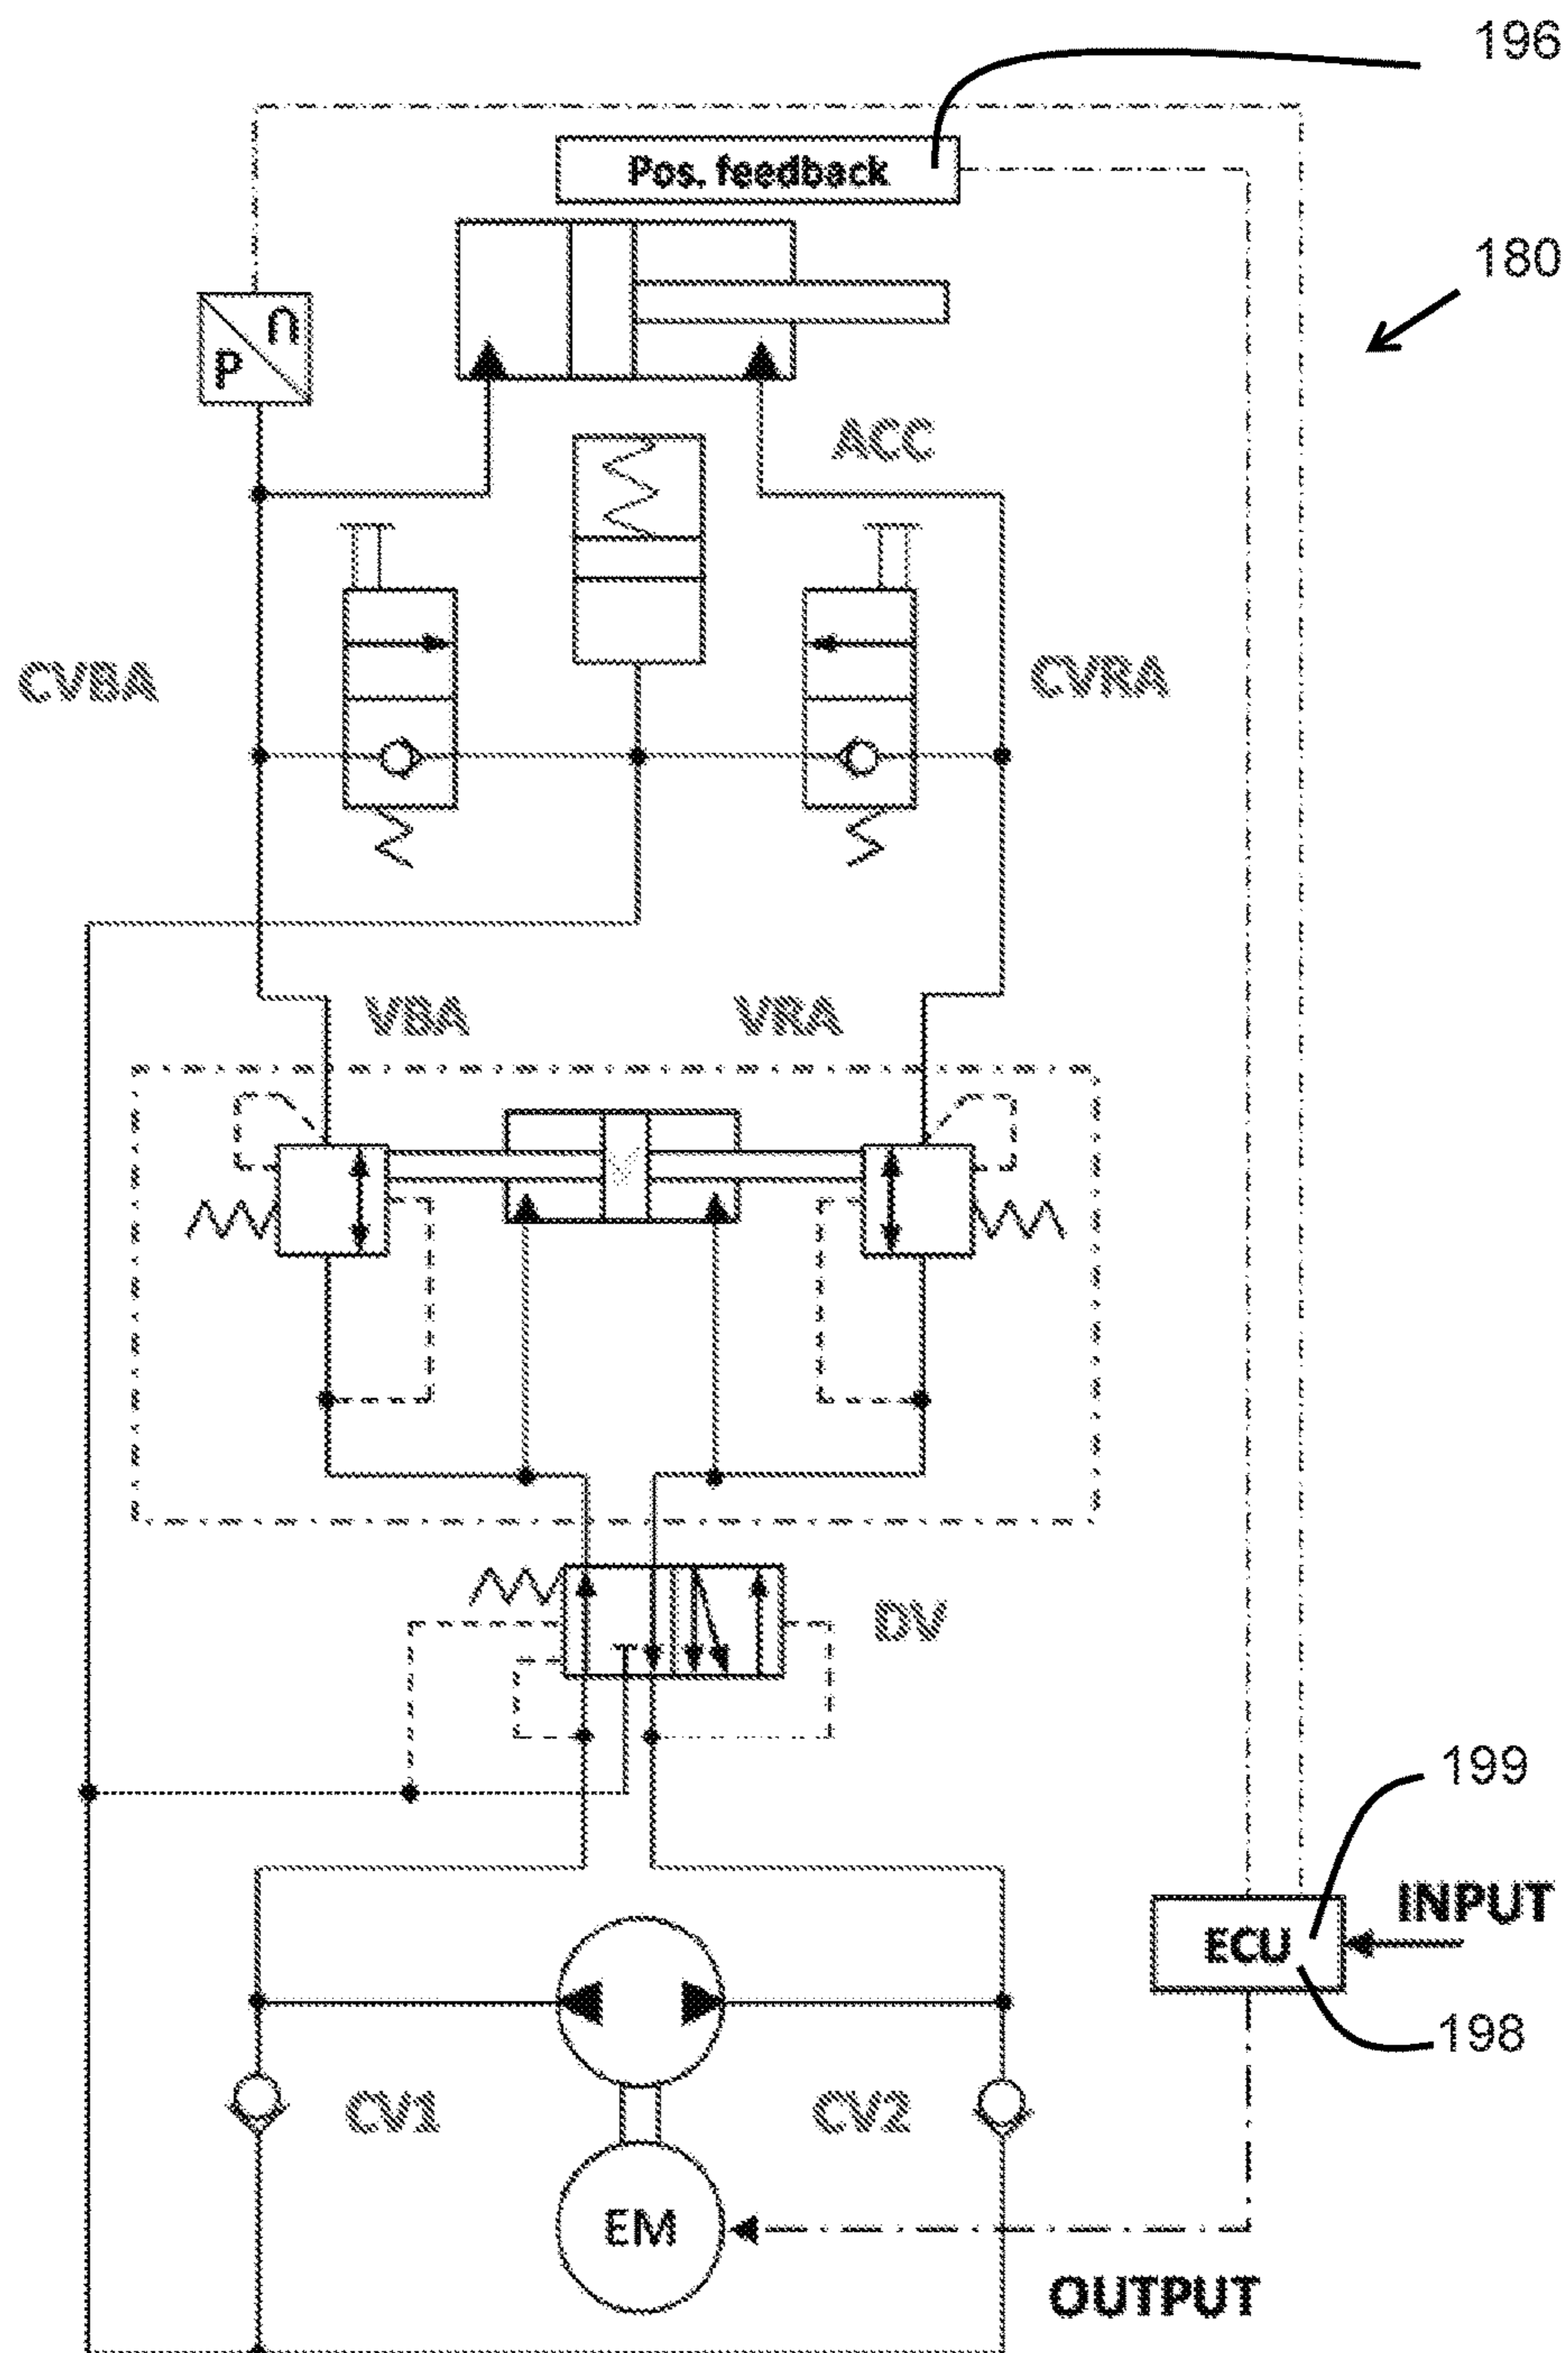 196
Pos. feedback
180
P
U
ACC
CVBA
CVRA
VBA
VRA
DV
199
INPUT
ECU
198
CV1
CV2
EM
OUTPUT